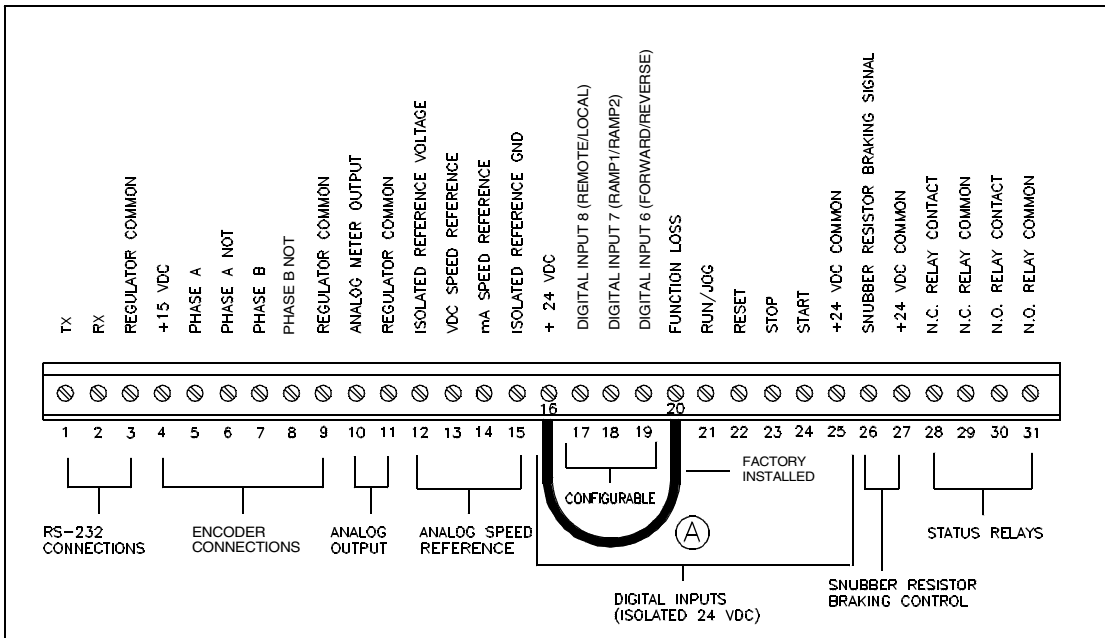 TX
RX
REGULATOR COMMON
+15 VDC
PHASE A
PHASE A NOT
PHASE B
PHASE B NOT
REGULATOR COMMON
ANALOG METER OUTPUT
REGULATOR COMMON
ISOLATED REFERENCE VOLTAGE
VDC SPEED REFERENCE
mA SPEED REFERENCE
ISOLATED REFERENCE GND
+ 24 VDC
DIGITAL INPUT 8 (REMOTE/LOCAL)
DIGITAL INPUT 7 (RAMP1/RAMP2)
DIGITAL INPUT 6 (FORWARD/REVERSE)
FUNCTION LOSS
RUN/JOG
RESET
STOP
START
+24 VDC COMMON
SNUBBER RESISTOR BRAKING SIGNAL
+24 VDC COMMON
N.C. RELAY CONTACT
N.C. RELAY COMMON
N.O. RELAY CONTACT
N.O. RELAY COMMON
16 20
1 2 3 4 5 6 7 8 9 10 11 12 13 14 15 17 18 19 21 22 23 24 25 26 27 28 29 30 31
RS-232
CONNECTIONS
ENCODER
CONNECTIONS
ANALOG
OUTPUT
ANALOG SPEED
REFERENCE
CONFIGURABLE
FACTORY
INSTALLED
A
DIGITAL INPUTS
(ISOLATED 24 VDC)
SNUBBER RESISTOR
BRAKING CONTROL
STATUS RELAYS